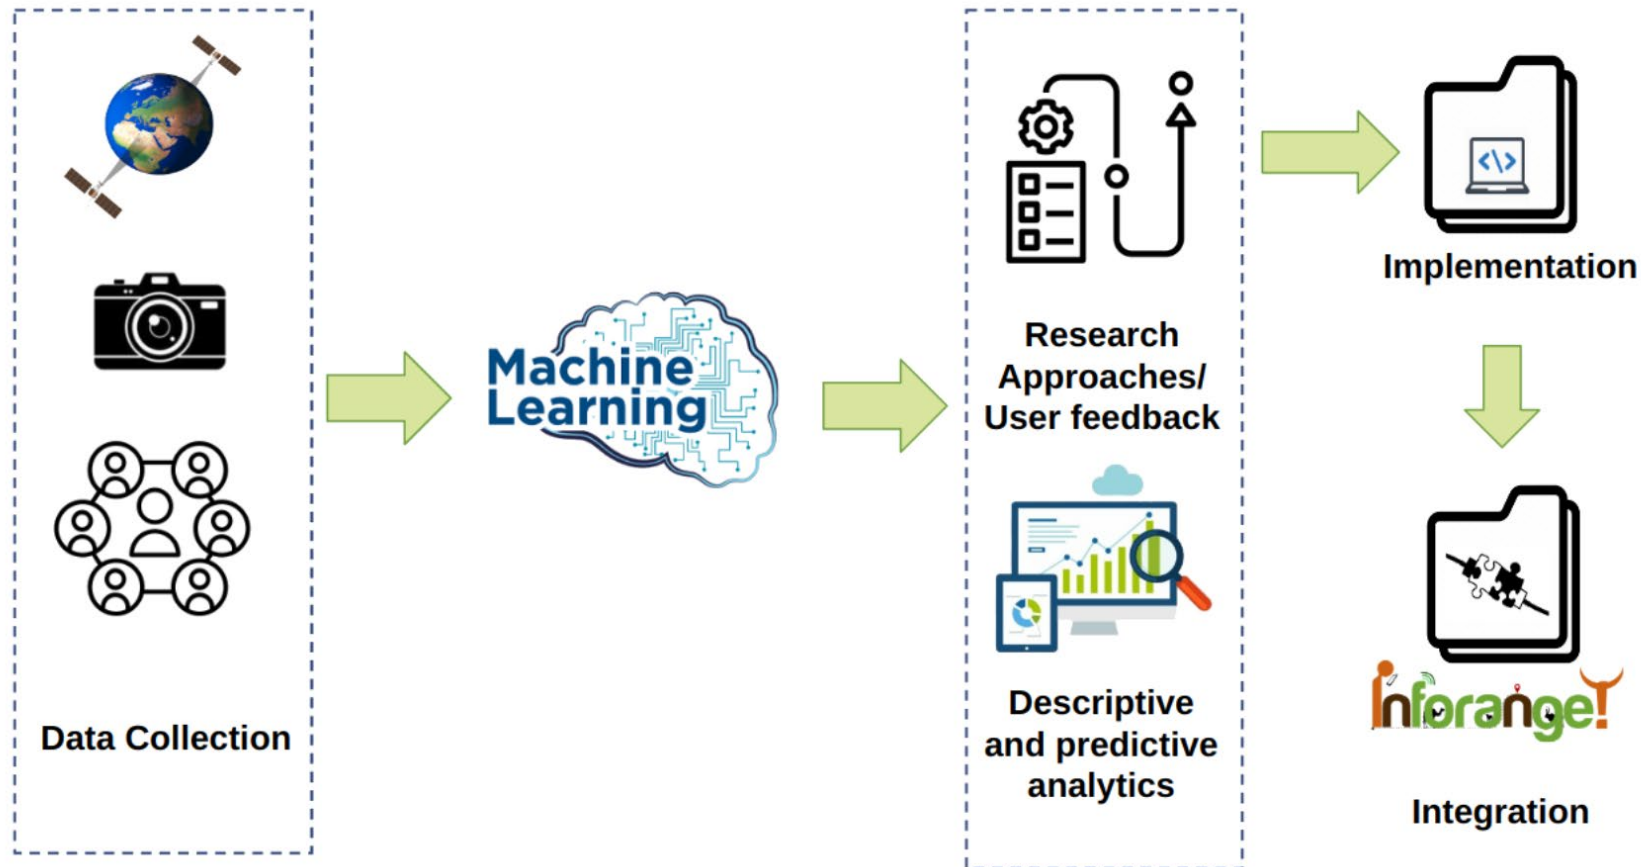 Data Collection
Machine
Learning
Research
Approaches/
User feedback
Descriptive
and predictive
analytics
</>
Implementation
inforange!
Integration